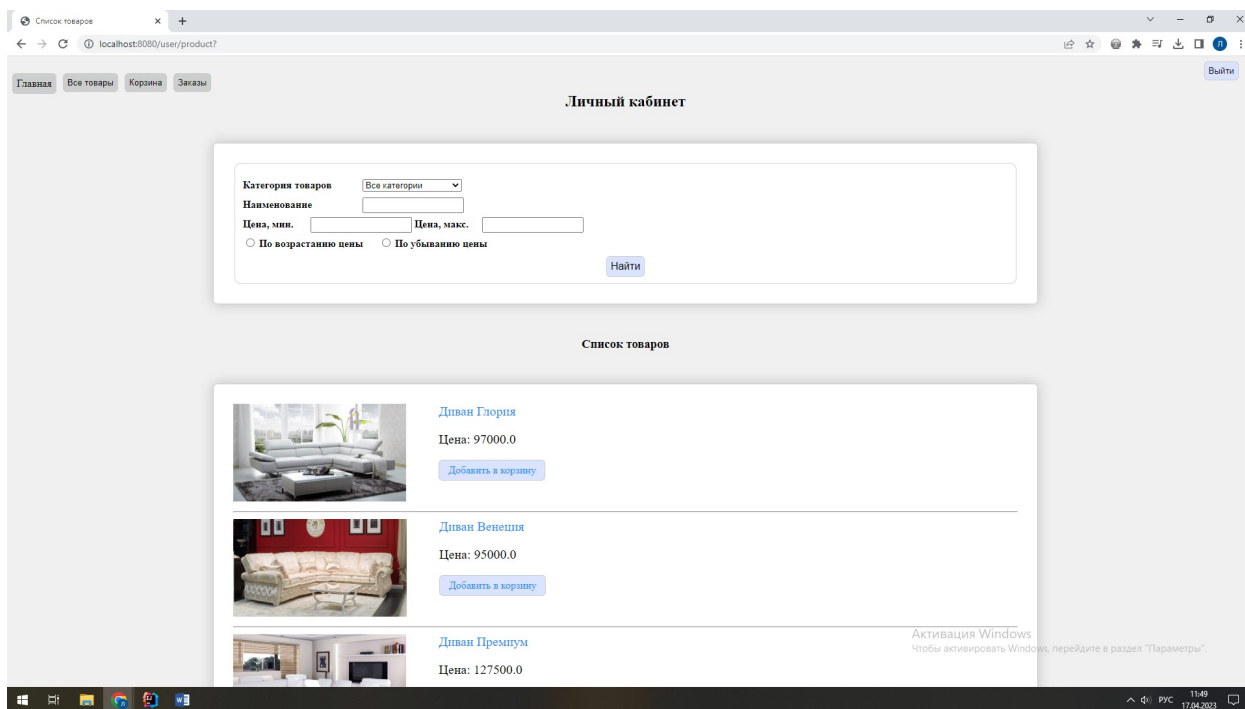 Список товаров
localhost:8080/user/product?
Л
Выйти
Главная Все товары Корзина Заказы
Личный кабинет
Категория товаров Все категории
Наименование
Цена, мин. Цена, макс.
По возрастанию цены По убыванию цены
Найти
Список товаров
Диван Глория
Цена: 97000.0
Добавить в корзину
Диван Венеция
Цена: 95000.0
Добавить в корзину
Диван Премиум
Цена: 127500.0
Активация Windows
Чтобы активировать Windows, перейдите в раздел "Параметры".
РУС
11:49
17.04.2023